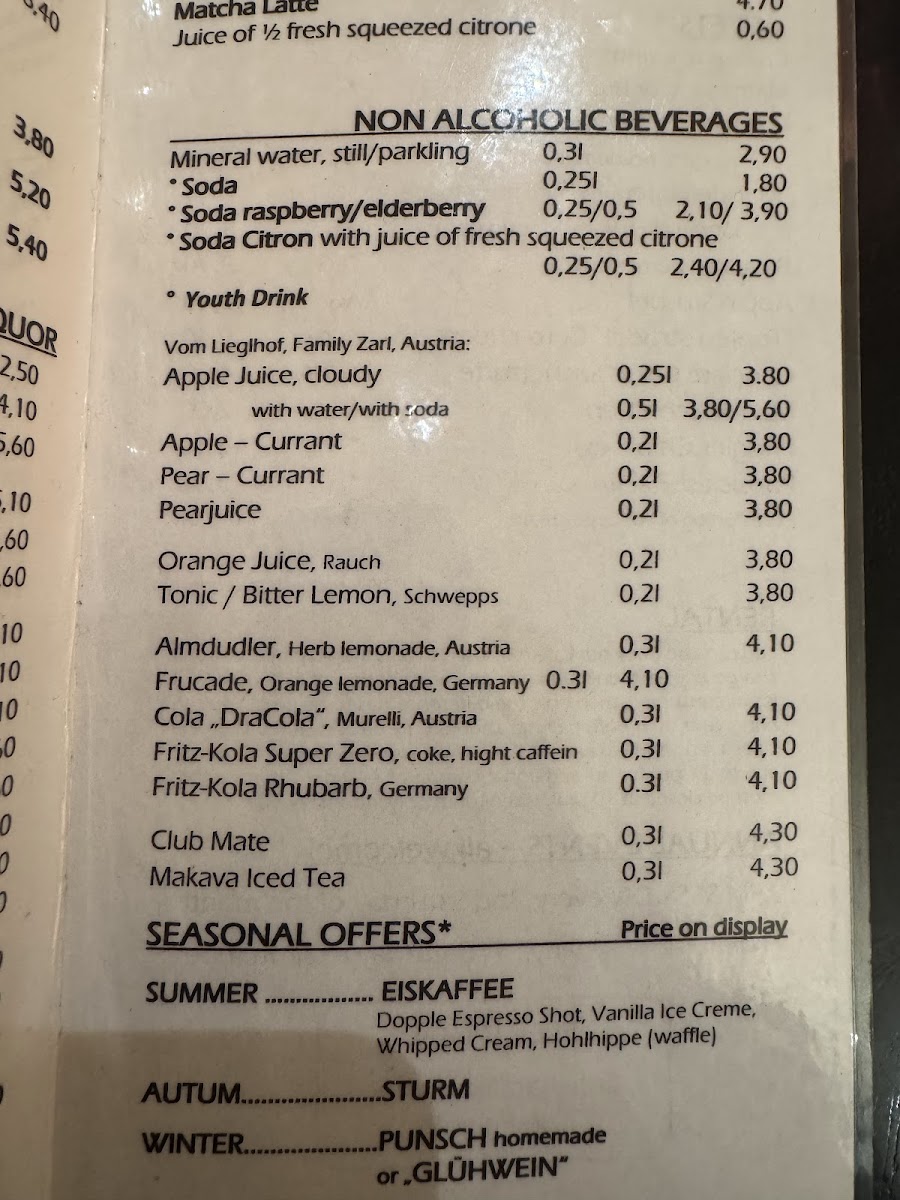 Matcha Latte 4.70
Juice of ½ fresh squeezed citrone 0,60
NON ALCOHOLIC BEVERAGES
Mineral water, still/parkling 0,3l 2,90
° Soda 0,25l 1,80
° Soda raspberry/elderberry 0,25/0,5 2,10/ 3,90
° Soda Citron with juice of fresh squeezed citrone
0,25/0,5 2,40/4,20
° Youth Drink
Vom Lieglhof, Family Zarl, Austria:
Apple Juice, cloudy 0,25l 3.80
with water/with soda 0,5l 3,80/5,60
Apple – Currant 0,2l 3,80
Pear – Currant 0,2l 3,80
Pearjuice 0,2l 3,80
Orange Juice, Rauch 0,2l 3,80
Tonic / Bitter Lemon, Schwepps 0,2l 3,80
Almdudler, Herb lemonade, Austria 0,3l 4,10
Frucade, Orange lemonade, Germany 0.3l 4,10
Cola „DraCola“, Murelli, Austria 0,3l 4,10
Fritz-Kola Super Zero, coke, hight caffein 0,3l 4,10
Fritz-Kola Rhubarb, Germany 0.3l 4,10
Club Mate 0,3l 4,30
Makava Iced Tea 0,3l 4,30
SEASONAL OFFERS* Price on display
SUMMER .................. EISKAFFEE
Dopple Espresso Shot, Vanilla Ice Creme,
Whipped Cream, Hohlhippe (waffle)
AUTUM.....................STURM
WINTER....................PUNSCH homemade
or „GLÜHWEIN“
3,80
5,20
5,40
2,50